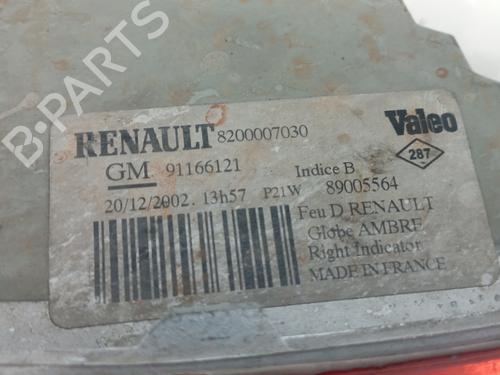 B-PARTS
RENAULT 8200007030 Valeo
GM 91166121 Indice B 287
20/12/2002. 13h57 P21W 89005564
Feu D RENAULT
Globe AMBRE
Right Indicator
MADE IN FRANCE